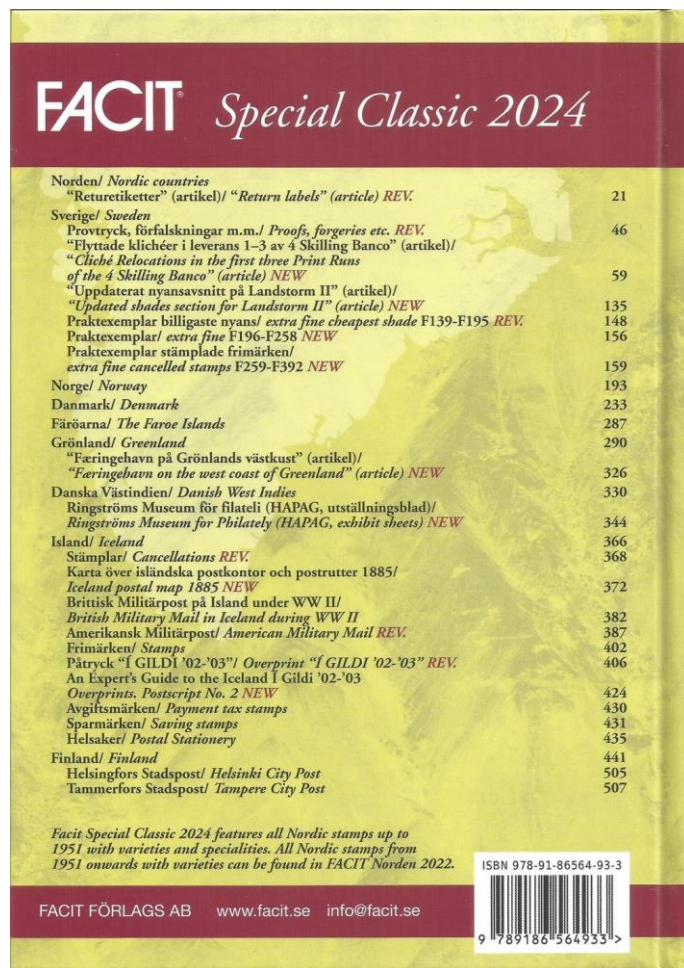 FACIT® Special Classic 2024
Norden/ Nordic countries
"Returetiketter" (artikel)/ "Return labels" (article) REV. 21
Sverige/ Sweden
Provtryck, förfalskningar m.m./ Proofs, forgeries etc. REV. 46
"Flyttade klichéer i leverans 1–3 av 4 Skilling Banco" (artikel)/
"Cliché Relocations in the first three Print Runs
of the 4 Skilling Banco" (article) NEW 59
"Uppdaterat nyansavsnitt på Landstorm II" (artikel)/
"Updated shades section for Landstorm II" (article) NEW 135
Praktexemplar billigaste nyans/ extra fine cheapest shade F139-F195 REV. 148
Praktexemplar/ extra fine F196-F258 NEW 156
Praktexemplar stämplade frimärken/
extra fine cancelled stamps F259-F392 NEW 159
Norge/ Norway 193
Danmark/ Denmark 233
Färöarna/ The Faroe Islands 287
Grönland/ Greenland 290
"Færingehavn på Grönlands västkust" (artikel)/
"Færingehavn on the west coast of Greenland" (article) NEW 326
Danska Västindien/ Danish West Indies 330
Ringströms Museum för filateli (HAPAG, utställningsblad)/
Ringströms Museum for Philately (HAPAG, exhibit sheets) NEW 344
Island/ Iceland 366
Stämplar/ Cancellations REV. 368
Karta över isländska postkontor och postrutter 1885/
Iceland postal map 1885 NEW 372
Brittisk Militärpost på Island under WW II/
British Military Mail in Iceland during WW II 382
Amerikansk Militärpost/ American Military Mail REV. 387
Frimärken/ Stamps 402
Påtryck "Í GILDI '02-'03"/ Overprint "Í GILDI '02-'03" REV. 406
An Expert's Guide to the Iceland Í Gildi '02-'03
Overprints. Postscript No. 2 NEW 424
Avgiftsmärken/ Payment tax stamps 430
Sparmärken/ Saving stamps 431
Helsaker/ Postal Stationery 435
Finland/ Finland 441
Helsingfors Stadspost/ Helsinki City Post 505
Tammerfors Stadspost/ Tampere City Post 507
Facit Special Classic 2024 features all Nordic stamps up to
1951 with varieties and specialities. All Nordic stamps from
1951 onwards with varieties can be found in FACIT Norden 2022.
ISBN 978-91-86564-93-3
FACIT FÖRLAGS AB www.facit.se info@facit.se
9 789186 564933 >